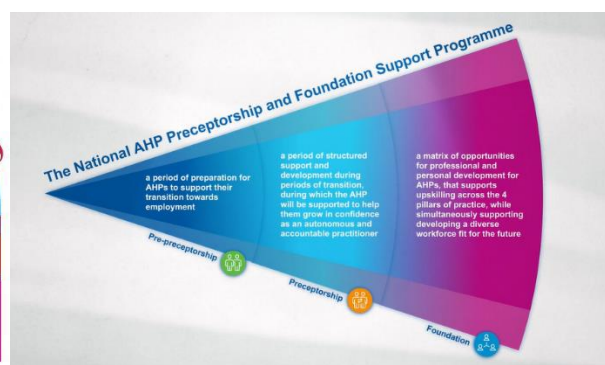 The National AHP Preceptorship and Foundation Support Programme
a period of preparation for
AHPs to support their
transition towards
employment
a period of structured
support and
development during
periods of transition,
during which the AHP
will be supported to help
them grow in confidence
as an autonomous and
accountable practitioner
a matrix of opportunities
for professional and
personal development for
AHPs, that supports
upskilling across the 4
pillars of practice, while
simultaneously supporting
developing a diverse
workforce fit for the future
Pre-preceptorship
Preceptorship
Foundation